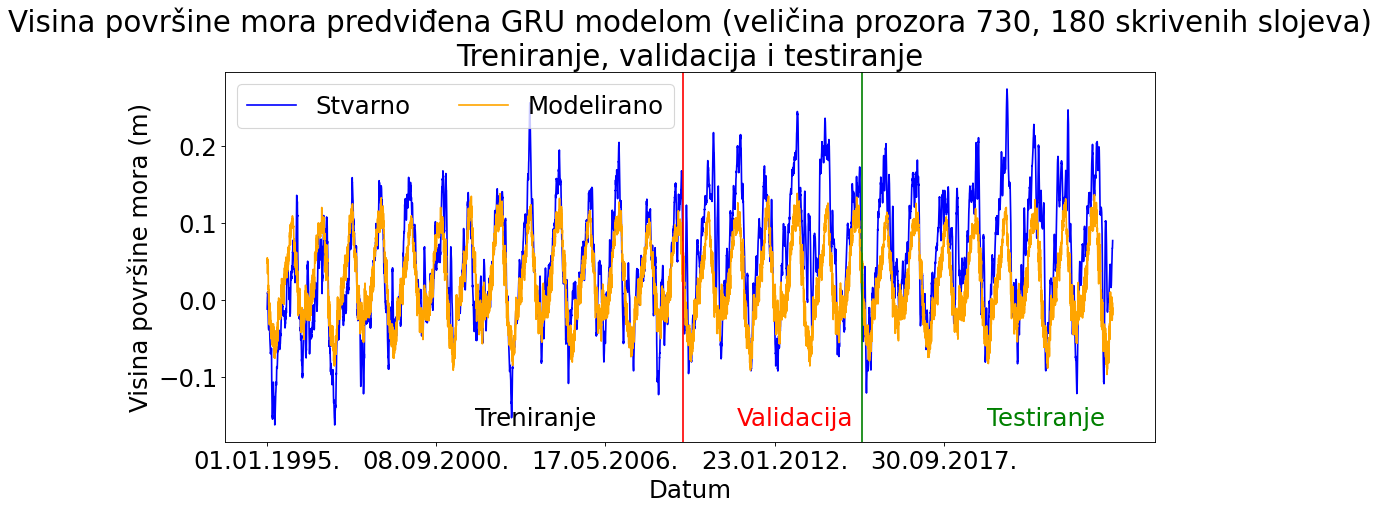 Visina površine mora predviđena GRU modelom (veličina prozora 730, 180 skrivenih slojeva)
Treniranje, validacija i testiranje
Stvarno
Modelirano
Visina površine mora (m)
0.2
0.1
0.0
−0.1
Treniranje
Validacija
Testiranje
01.01.1995.
08.09.2000.
17.05.2006.
23.01.2012.
30.09.2017.
Datum